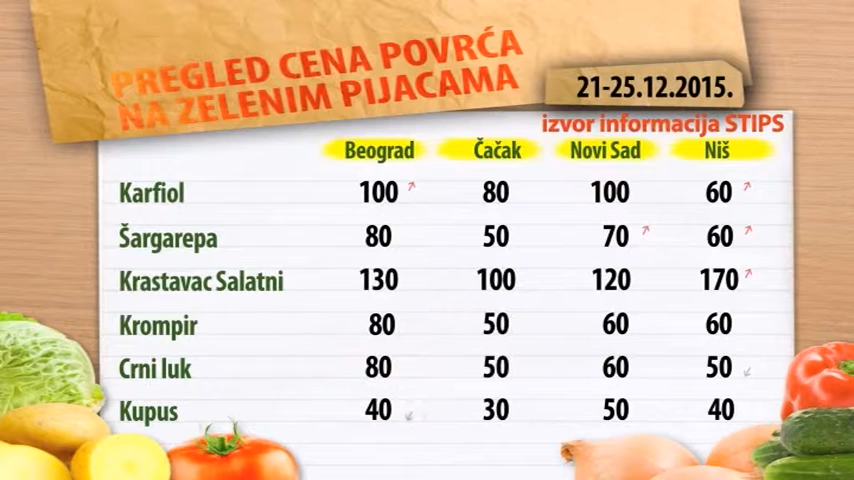 PREGLED CENA POVRĆA
NA ZELENIM PIJACAMA
21-25.12.2015.
izvor informacija STIPS
Beograd Čačak Novi Sad Niš
Karfiol 100 80 100 60
Šargarepa 80 50 70 60
Krastavac Salatni 130 100 120 170
Krompir 80 50 60 60
Crni luk 80 50 60 50
Kupus 40 30 50 40